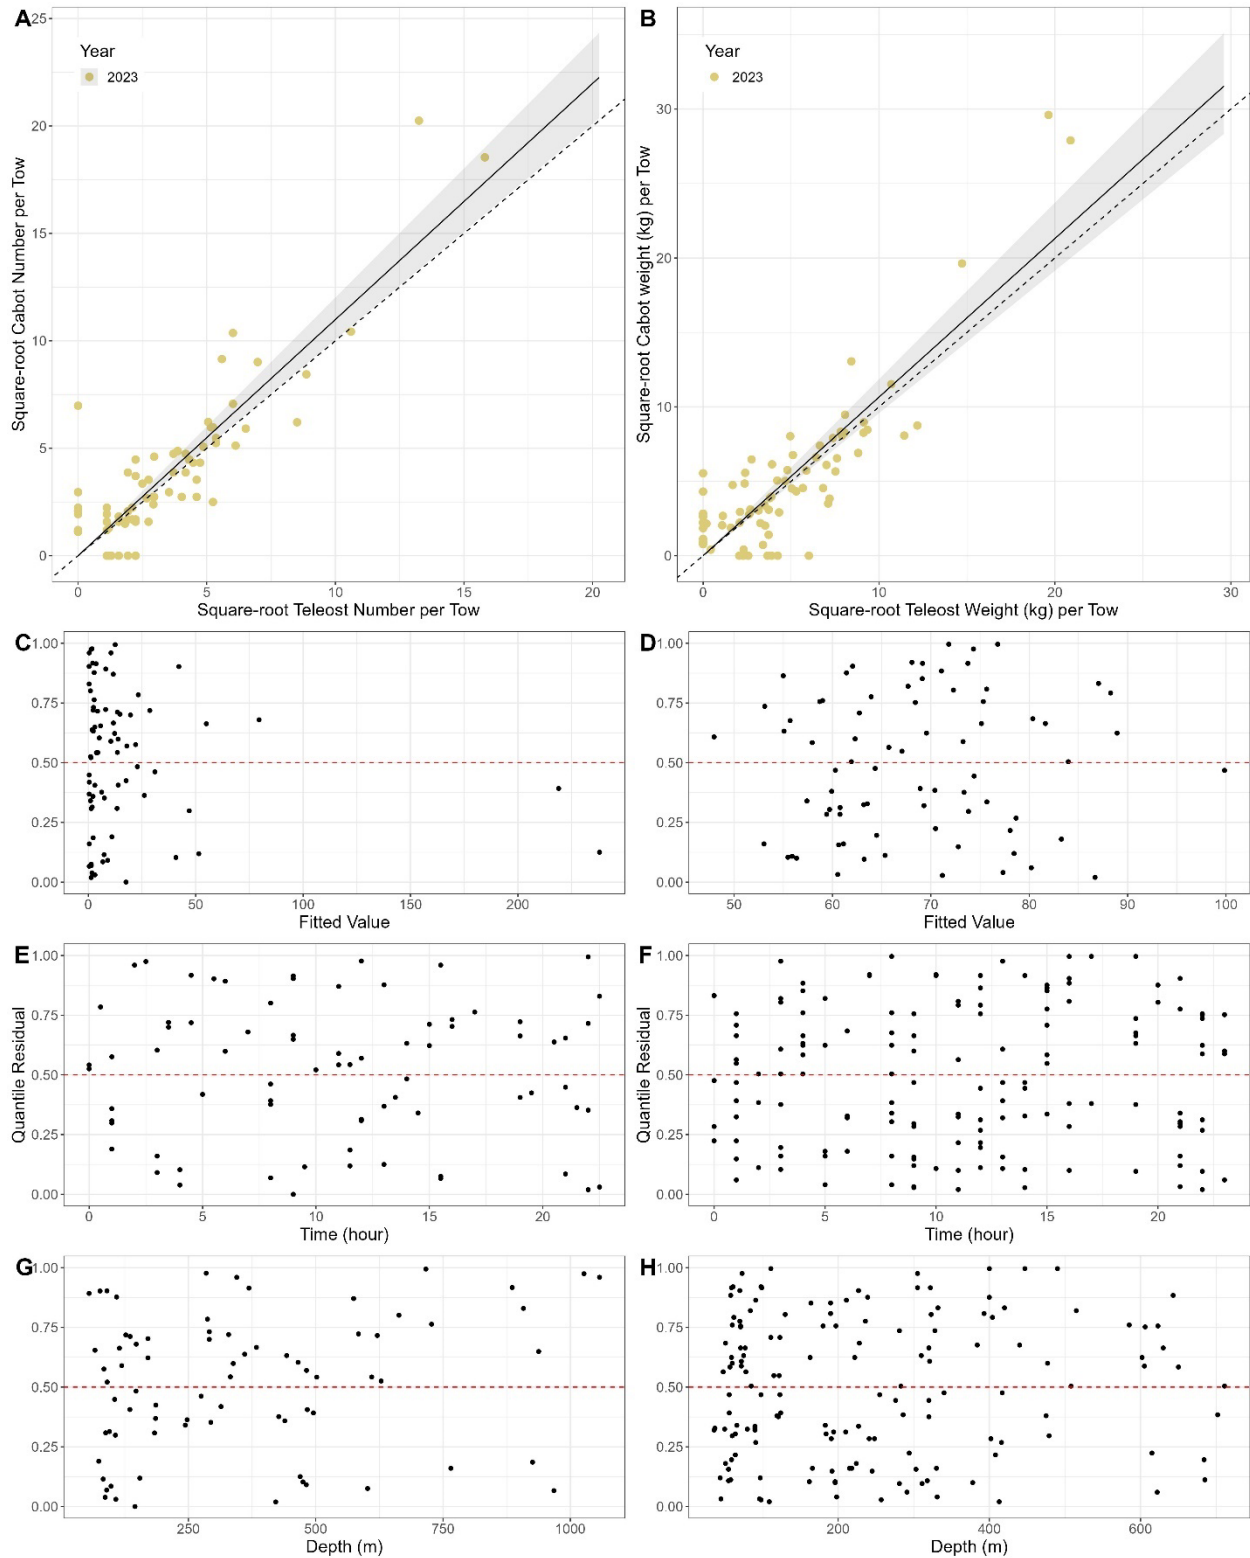 A
B
25
20
15
10
5
0
Square-root Cabot Number per Tow
Year
2023
0 5 10 15 20
Square-root Teleost Number per Tow
30
20
10
0
Square-root Cabot weight (kg) per Tow
Year
2023
0 10 20 30
Square-root Teleost Weight (kg) per Tow
C
1.00
0.75
0.50
0.25
0.00
0 50 100 150 200
Fitted Value
D
1.00
0.75
0.50
0.25
0.00
50 60 70 80 90 100
Fitted Value
E
1.00
0.75
0.50
0.25
0.00
Quantile Residual
0 5 10 15 20
Time (hour)
F
1.00
0.75
0.50
0.25
0.00
Quantile Residual
0 5 10 15 20
Time (hour)
G
1.00
0.75
0.50
0.25
0.00
250 500 750 1000
Depth (m)
H
1.00
0.75
0.50
0.25
0.00
200 400 600
Depth (m)